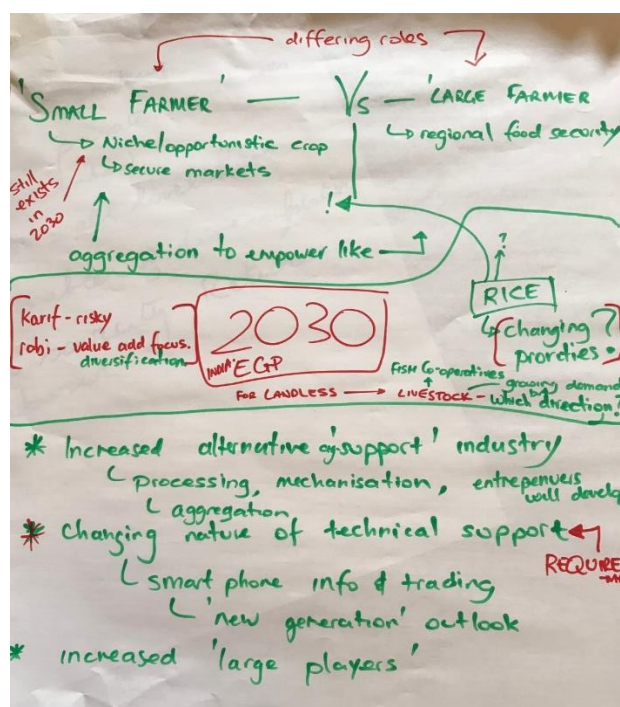 differing roles
'SMALL FARMER' — Vs — 'LARGE FARMER
Niche/opportunistic crop
regional food security
secure markets
still exists in 2030
!
aggregation to empower like
?
RICE
Changing prordies ?
Karif - risky
robi - value add focus.
diversification
2030
INDIA: EGP
FISH Co-operatives
growing demand
FOR LANDLESS → LIVESTOCK - which direction?
* Increased alternative 'support' industry
processing, mechanisation, entrepenuers
will develop
aggregation
* Changing nature of technical support
REQUIRE
smart phone info & trading
'new generation' outlook
* increased 'large players'